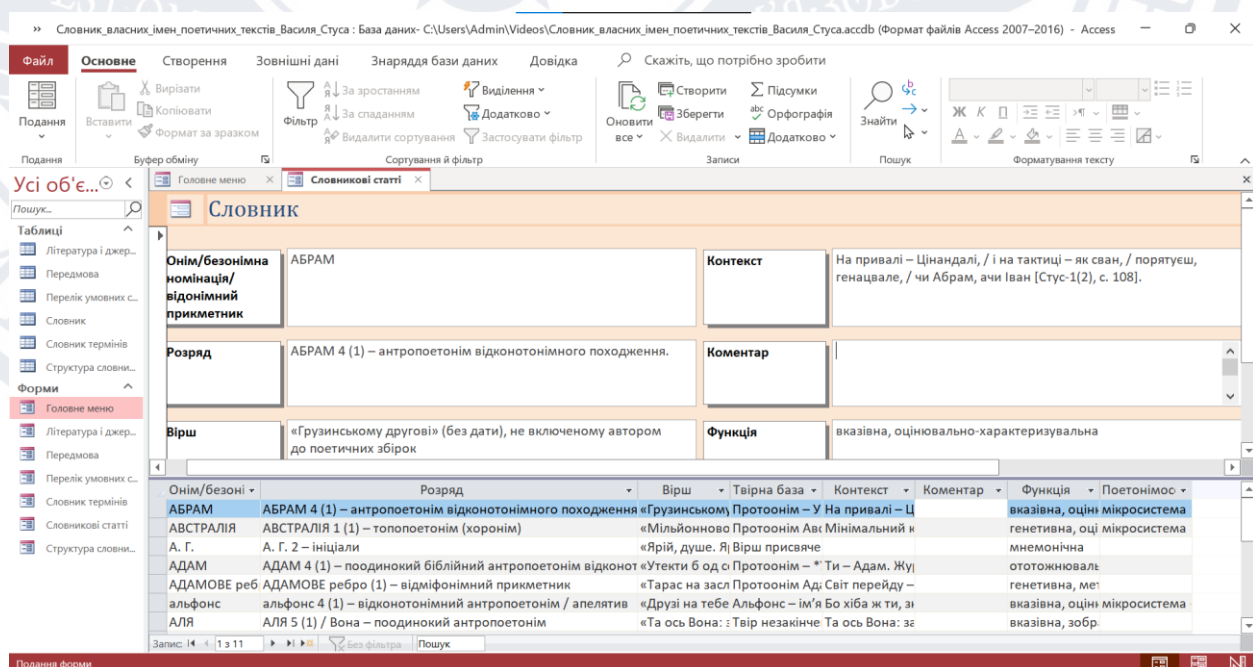 Словник_власних_імен_поетичних_текстів_Василя_Стуса : База даних- C:\Users\Admin\Videos\Словник_власних_імен_поетичних_текстів_Василя_Стуса.accdb (Формат файлів Access 2007–2016) - Access
Файл Основне Створення Зовнішні дані Знаряддя бази даних Довідка Скажіть, що потрібно зробити
Подання
Вставити
Вирізати
Копіювати
Формат за зразком
Фільтр
За зростанням
За спаданням
Видалити сортування
Виділення
Додатково
Застосувати фільтр
Оновити все
Створити
Зберегти
Видалити
Підсумки
Орфографія
Додатково
Знайти
Ж К П
Подання Буфер обміну Сортування й фільтр Записи Пошук Форматування тексту
Усі об'є...
Пошук...
Таблиці
Література і джер...
Передмова
Перелік умовних с...
Словник
Словник термінів
Структура словни...
Форми
Головне меню
Література і джер...
Передмова
Перелік умовних с...
Словник термінів
Словникові статті
Структура словни...
Головне меню Словникові статті
Словник
Онім/безонімна
номінація/
відонімний
прикметник
АБРАМ
Контекст
На привалі – Цінандалі, / і на тактиці – як сван, / порятуєш,
генацвале, / чи Абрам, ачи Іван [Стус-1(2), с. 108].
Розряд
АБРАМ 4 (1) – антропоетонім відконотонімного походження.
Коментар
Вірш
«Грузинському другові» (без дати), не включеному автором
до поетичних збірок
Функція
вказівна, оцінювально-характеризувальна
Онім/безоні Розряд Вірш Твірна база Контекст Коментар Функція Поетонімос
АБРАМ АБРАМ 4 (1) – антропоетонім відконотонімного походження «Грузинському Протоонім – У На привалі – Ц вказівна, оцін мікросистема
АВСТРАЛІЯ АВСТРАЛІЯ 1 (1) – топопоетонім (хоронім) «Мільйонново Протоонім Авс Мінімальний к генетивна, оці мікросистема
А. Г. А. Г. 2 – ініціали «Ярій, душе. Я Вірш присвяче мнемонічна
АДАМ АДАМ 4 (1) – поодинокий біблійний антропоетонім відконот «Утекти б од с Протоонім – * Ти – Адам. Жур ототожнюваль
АДАМОВЕ реб АДАМОВЕ ребро (1) – відміфонімний прикметник «Тарас на засл Протоонім Ада Світ перейду – генетивна, мет
альфонс альфонс 4 (1) – відконотонімний антропоетонім / апелятив «Друзі на тебе Альфонс – ім’я Бо хіба ж ти, зн вказівна, оцін мікросистема
АЛЯ АЛЯ 5 (1) / Вона – поодинокий антропоетонім «Та ось Вона: з Твір незакінче Та ось Вона: за вказівна, зобр
Запис: 1 з 11 Без фільтра Пошук
Подання форми